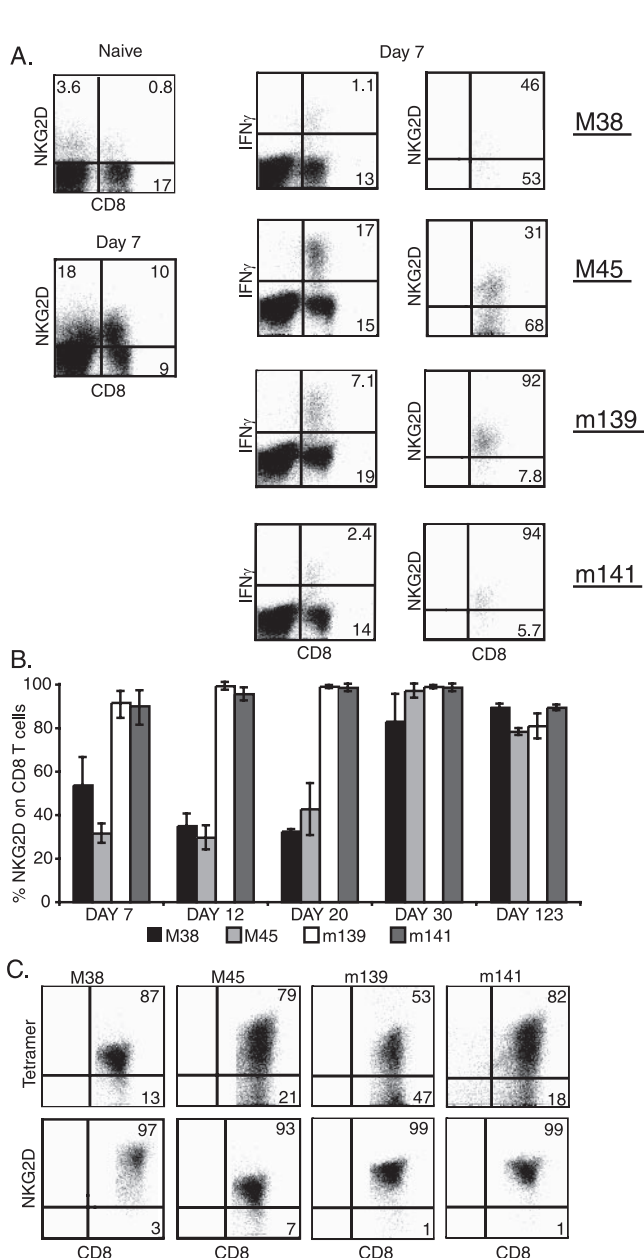 A.
Naive
Day 7
3.6 0.8
NKG2D
17
CD8
1.1
IFNγ
13
46
NKG2D
53
M38
Day 7
18 10
NKG2D
9
CD8
17
IFNγ
15
31
NKG2D
68
M45
7.1
IFNγ
19
92
NKG2D
7.8
m139
2.4
IFNγ
14
CD8
94
NKG2D
5.7
CD8
m141
B.
% NKG2D on CD8 T cells
100
80
60
40
20
0
DAY 7 DAY 12 DAY 20 DAY 30 DAY 123
M38 M45 m139 m141
C.
M38 M45 m139 m141
Tetramer
87 79 53 82
13 21 47 18
NKG2D
97 93 99 99
3 7 1 1
CD8 CD8 CD8 CD8